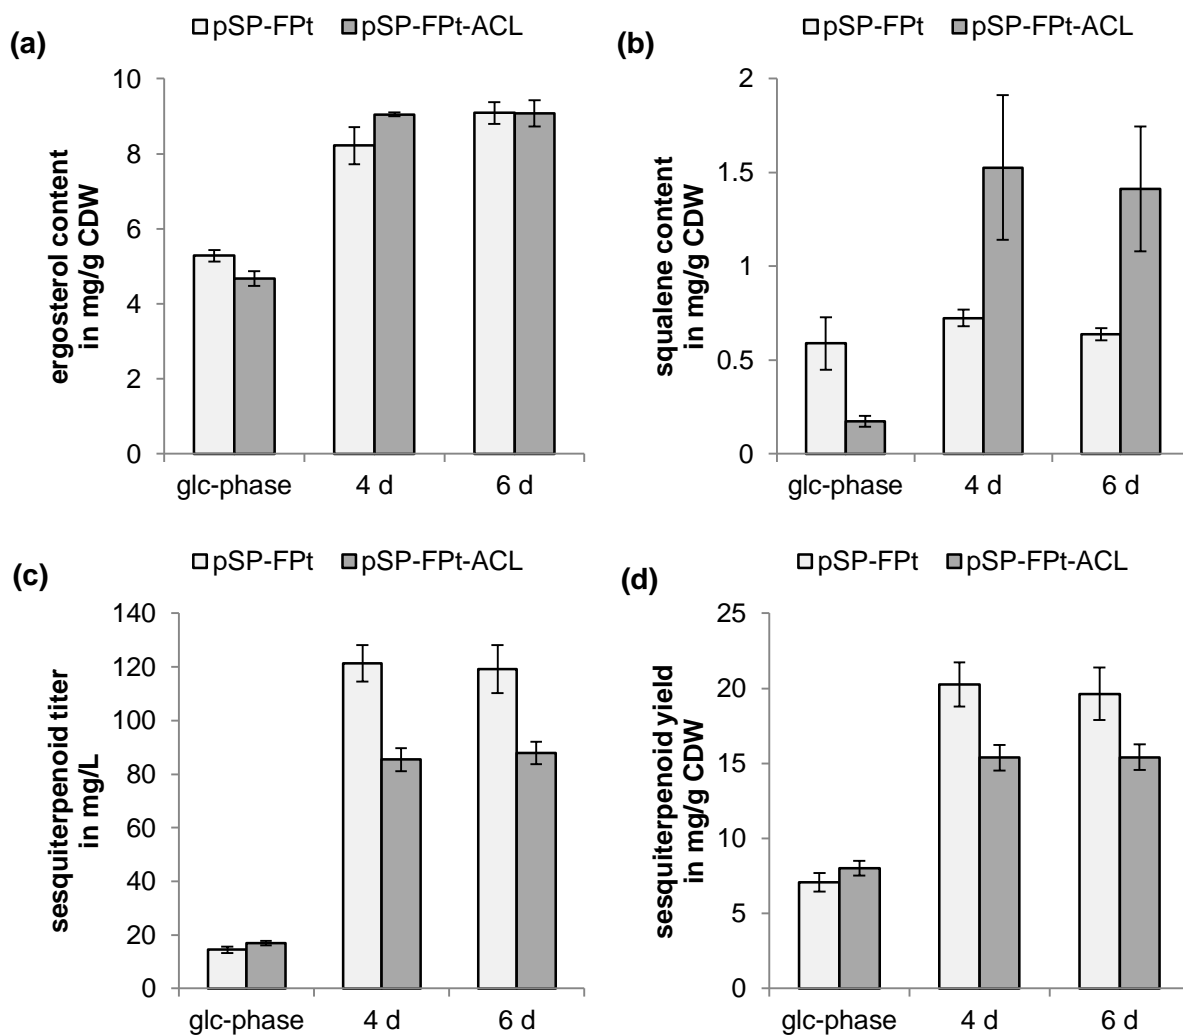 (a)
pSP-FPt pSP-FPt-ACL
ergosterol content
in mg/g CDW
10
8
6
4
2
0
glc-phase 4 d 6 d
(b)
pSP-FPt pSP-FPt-ACL
squalene content
in mg/g CDW
2
1.5
1
0.5
0
glc-phase 4 d 6 d
(c)
pSP-FPt pSP-FPt-ACL
sesquiterpenoid titer
in mg/L
140
120
100
80
60
40
20
0
glc-phase 4 d 6 d
(d)
pSP-FPt pSP-FPt-ACL
sesquiterpenoid yield
in mg/g CDW
25
20
15
10
5
0
glc-phase 4 d 6 d